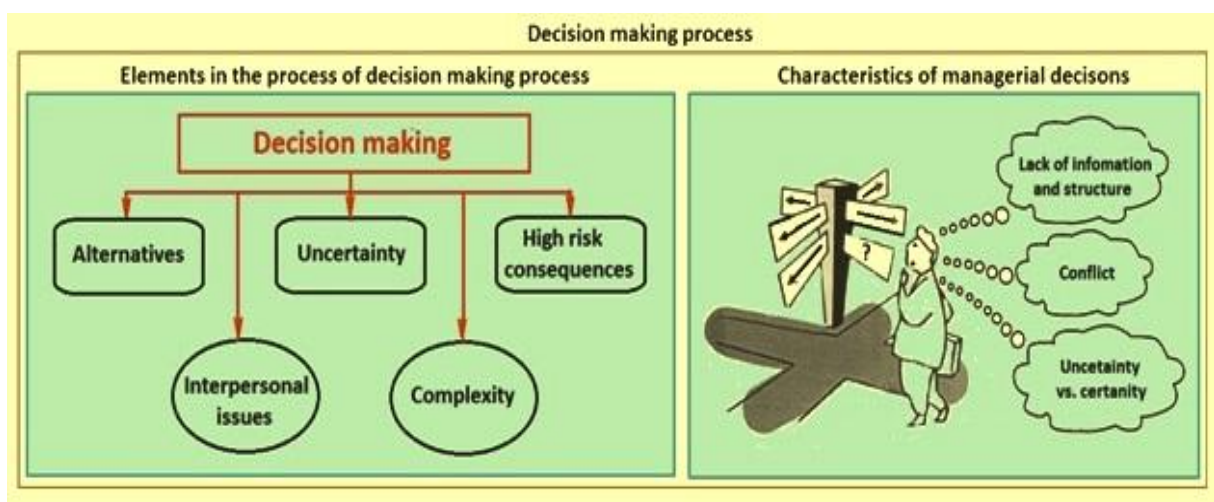 Decision making process
Elements in the process of decision making process
Decision making
Alternatives
Uncertainty
High risk
consequences
Interpersonal
issues
Complexity
Characteristics of managerial decisons
Lack of infomation
and structure
?
Conflict
Uncetainty
vs. certanity